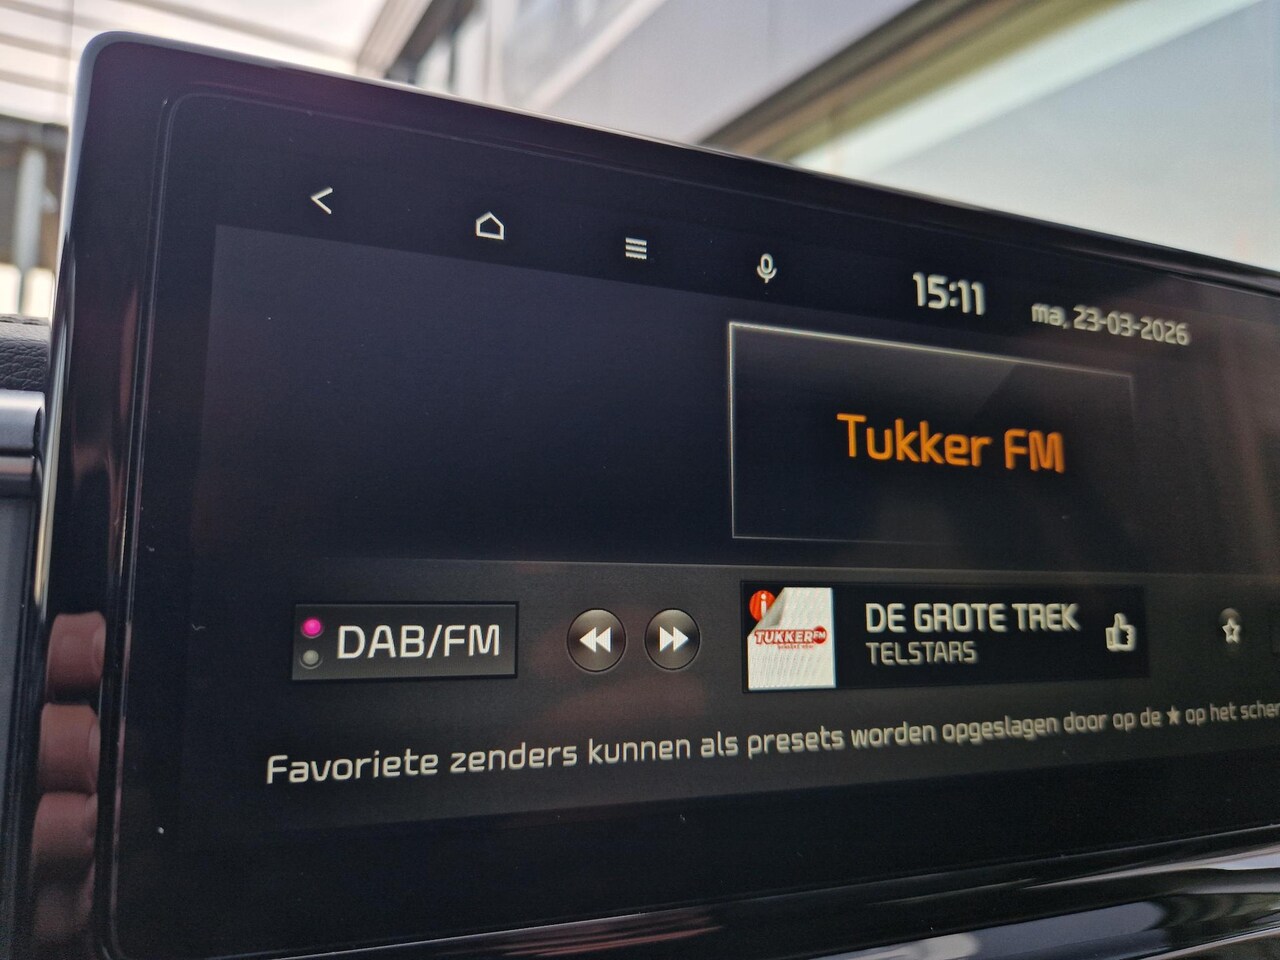 15:11
ma, 23-03-2026
Tukker FM
DAB/FM
i
TUKKER FM
DE GROTE TREK
TELSTARS
Favoriete zenders kunnen als presets worden opgeslagen door op de ★ op het